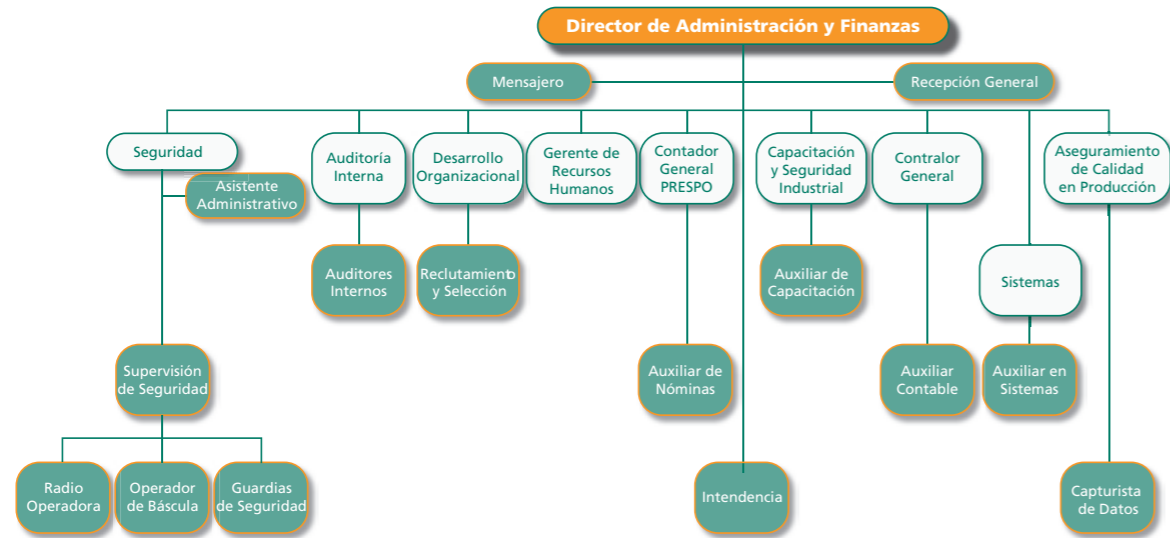 Director de Administración y Finanzas
Mensajero
Recepción General
Seguridad
Asistente
Administrativo
Auditoría
Interna
Desarrollo
Organizacional
Gerente de
Recursos
Humanos
Contador
General
PRESPO
Capacitación
y Seguridad
Industrial
Contralor
General
Aseguramiento
de Calidad
en Producción
Auditores
Internos
Reclutamiento
y Selección
Auxiliar de
Capacitación
Sistemas
Supervisión
de Seguridad
Auxiliar de
Nóminas
Auxiliar
Contable
Auxiliar en
Sistemas
Radio
Operadora
Operador
de Báscula
Guardias
de Seguridad
Intendencia
Capturista
de Datos